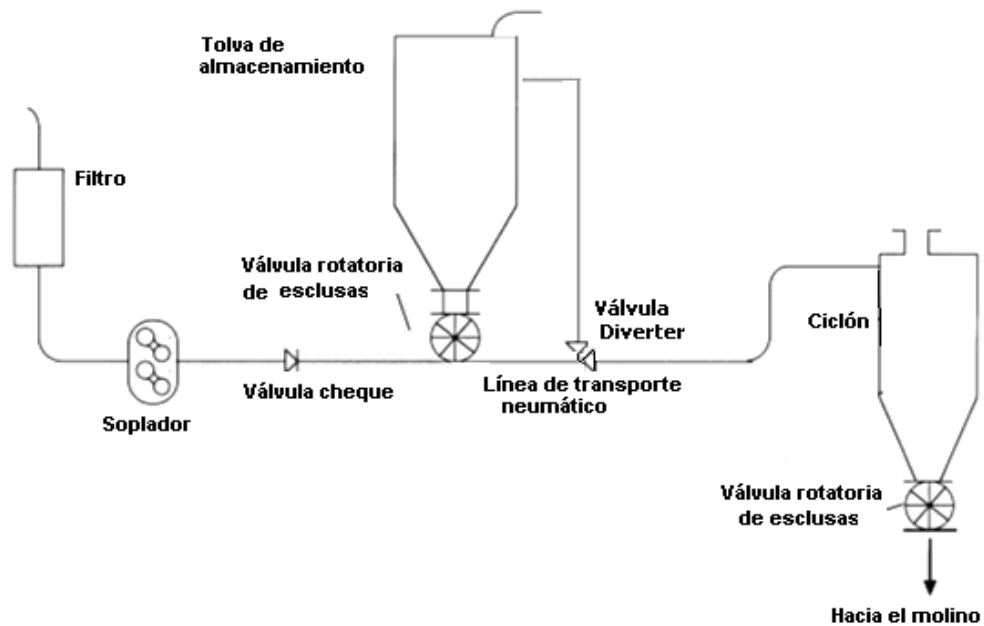 Tolva de
almacenamiento
Filtro
Válvula rotatoria
de esclusas
Válvula
Diverter
Ciclón
Válvula cheque
Línea de transporte
neumático
Soplador
Válvula rotatoria
de esclusas
Hacia el molino